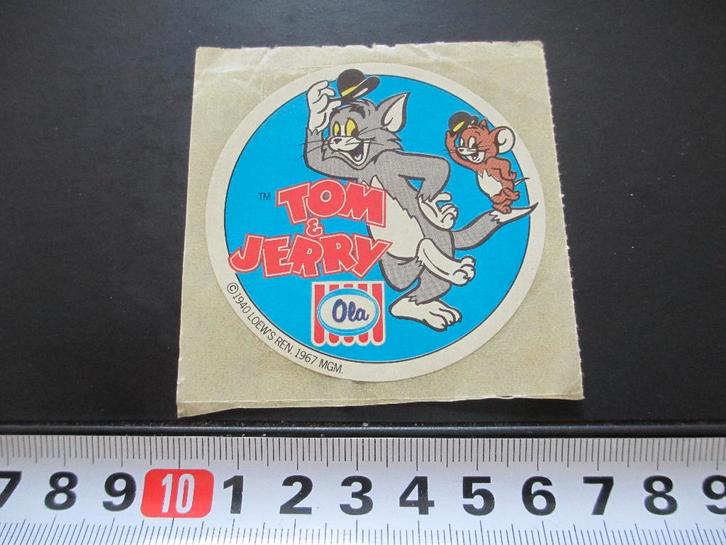 TM TOM
&
JERRY
Ola
©1940 LOEW'S REN. 1967 MGM.
7 8 9 10 1 2 3 4 5 6 7 8 9